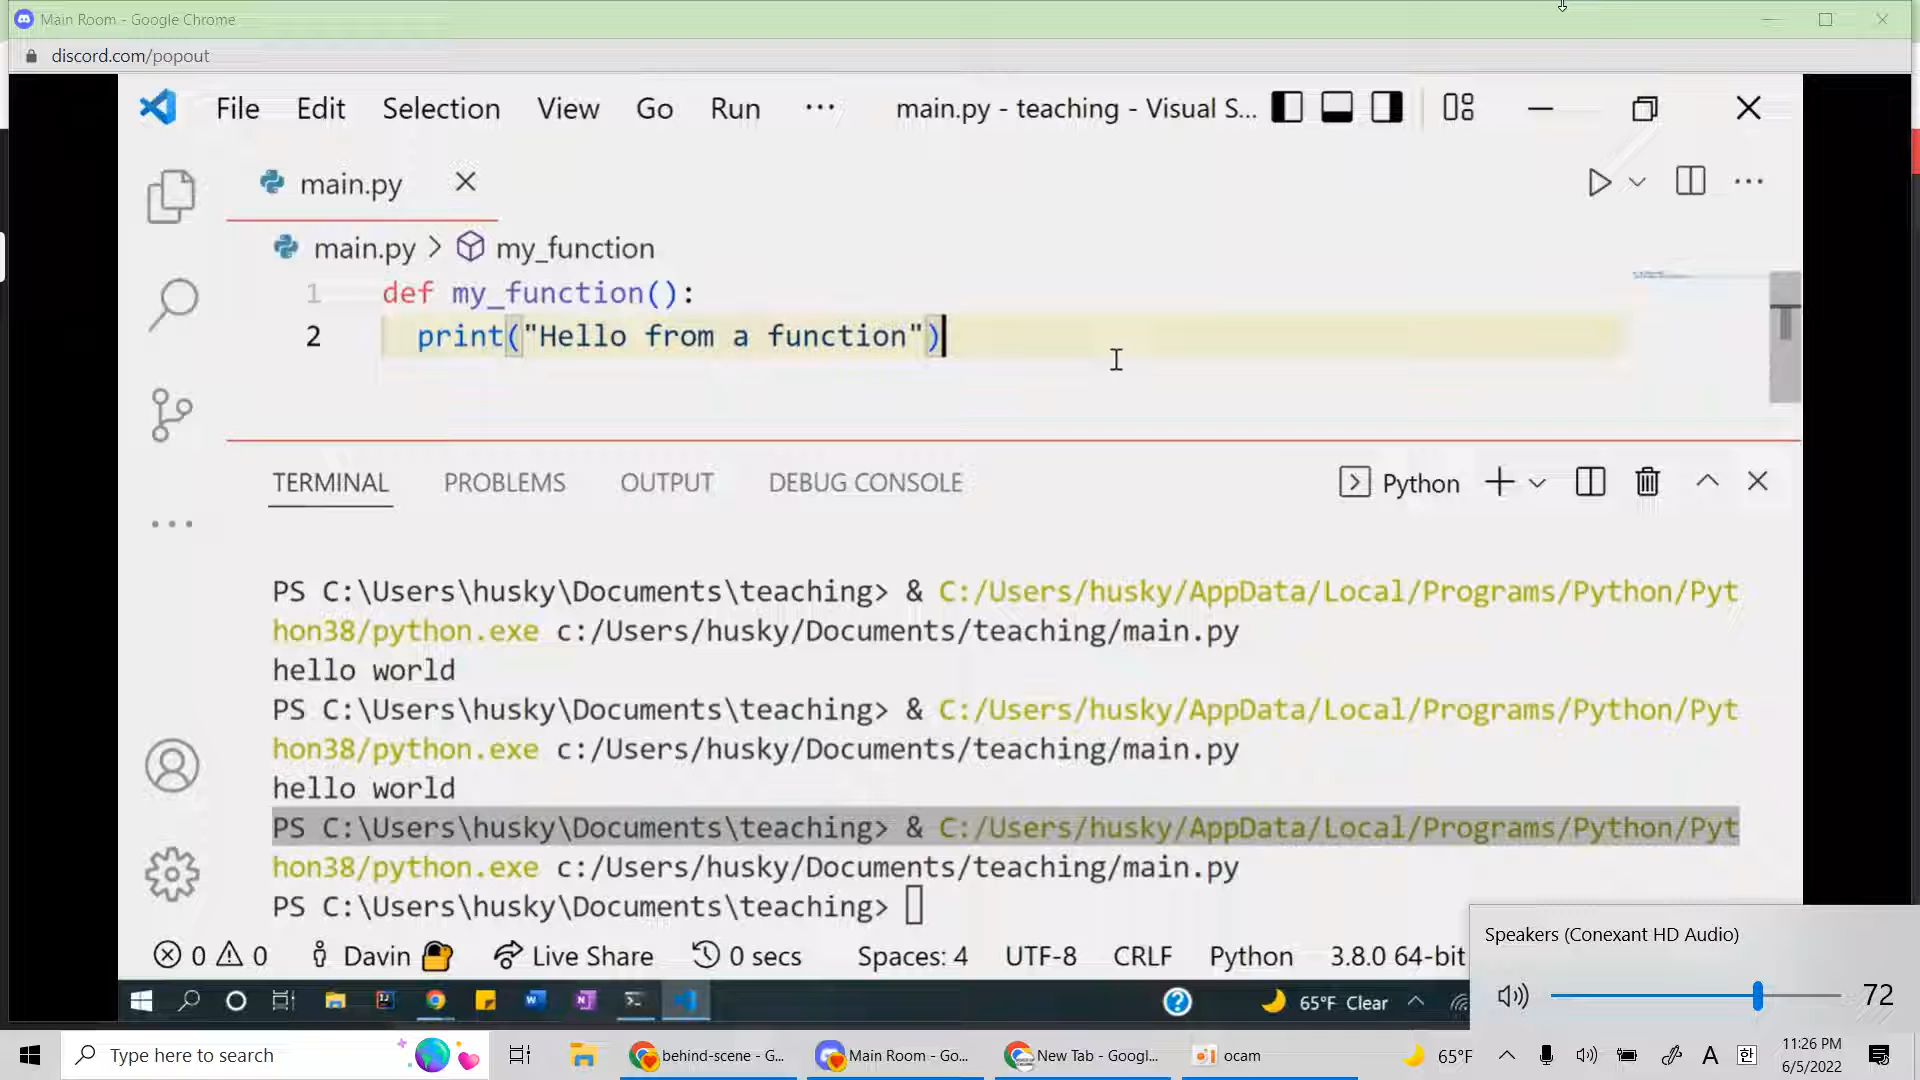 Main Room - Google Chrome
discord.com/popout
File Edit Selection View Go Run ··· main.py - teaching - Visual S...
main.py
main.py > my_function
1 def my_function():
2 print("Hello from a function")
TERMINAL PROBLEMS OUTPUT DEBUG CONSOLE Python
PS C:\Users\husky\Documents\teaching> & C:/Users/husky/AppData/Local/Programs/Python/Pyt
hon38/python.exe c:/Users/husky/Documents/teaching/main.py
hello world
PS C:\Users\husky\Documents\teaching> & C:/Users/husky/AppData/Local/Programs/Python/Pyt
hon38/python.exe c:/Users/husky/Documents/teaching/main.py
hello world
PS C:\Users\husky\Documents\teaching> & C:/Users/husky/AppData/Local/Programs/Python/Pyt
hon38/python.exe c:/Users/husky/Documents/teaching/main.py
PS C:\Users\husky\Documents\teaching>
Speakers (Conexant HD Audio)
72
0 0 Davin Live Share 0 secs Spaces: 4 UTF-8 CRLF Python 3.8.0 64-bit
65°F Clear
Type here to search behind-scene - G... Main Room - Go... New Tab - Googl... ocam 65°F A 한 11:26 PM
6/5/2022